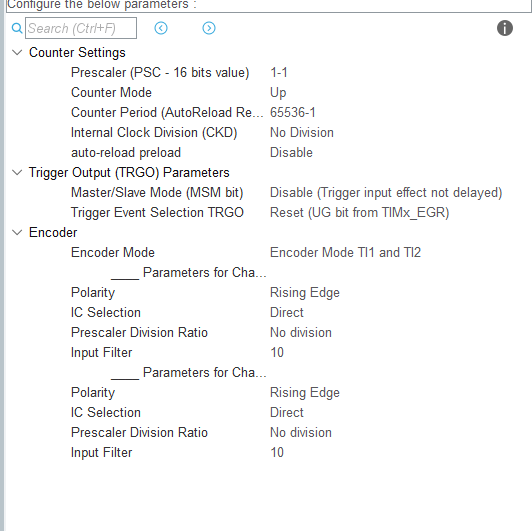 Configure the below parameters :
Search (Ctrl+F)
Counter Settings
Prescaler (PSC - 16 bits value) 1-1
Counter Mode Up
Counter Period (AutoReload Re... 65536-1
Internal Clock Division (CKD) No Division
auto-reload preload Disable
Trigger Output (TRGO) Parameters
Master/Slave Mode (MSM bit) Disable (Trigger input effect not delayed)
Trigger Event Selection TRGO Reset (UG bit from TIMx_EGR)
Encoder
Encoder Mode Encoder Mode TI1 and TI2
____ Parameters for Cha...
Polarity Rising Edge
IC Selection Direct
Prescaler Division Ratio No division
Input Filter 10
____ Parameters for Cha...
Polarity Rising Edge
IC Selection Direct
Prescaler Division Ratio No division
Input Filter 10